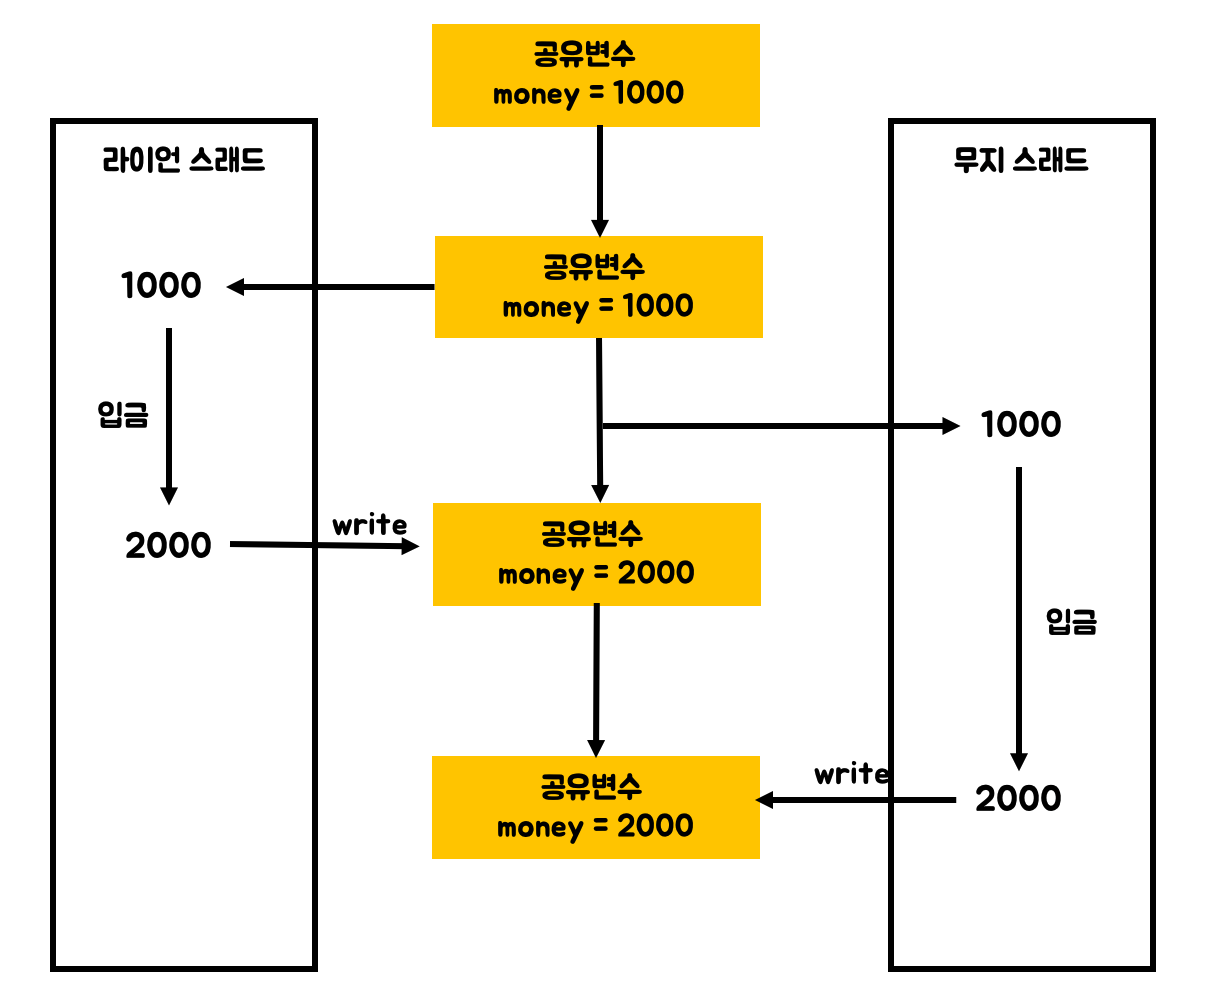 공유변수
money = 1000
라이언 스래드
무지 스래드
공유변수
money = 1000
1000
입금
1000
2000
write
공유변수
money = 2000
입금
write
공유변수
money = 2000
2000